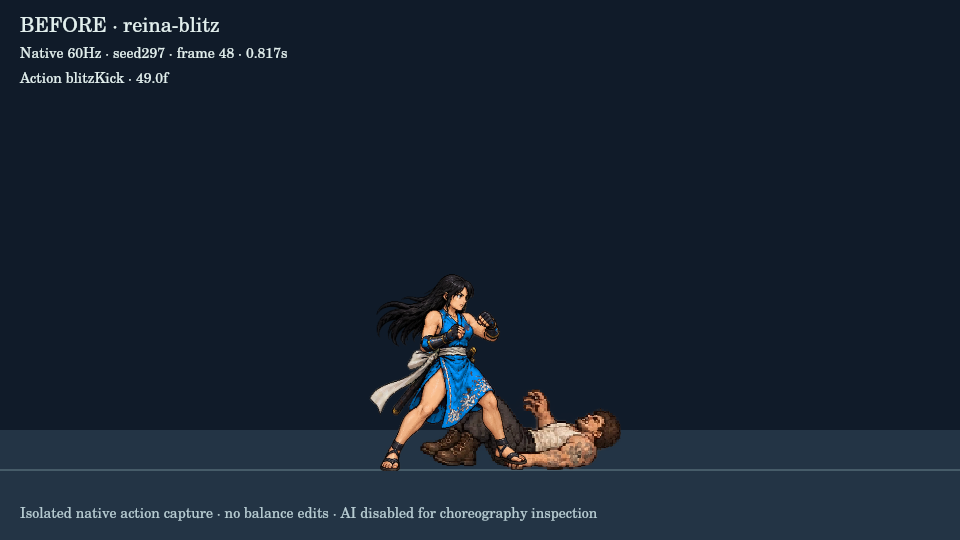 BEFORE · reina-blitz
Native 60Hz · seed297 · frame 48 · 0.817s
Action blitzKick · 49.0f
Isolated native action capture · no balance edits · AI disabled for choreography inspection